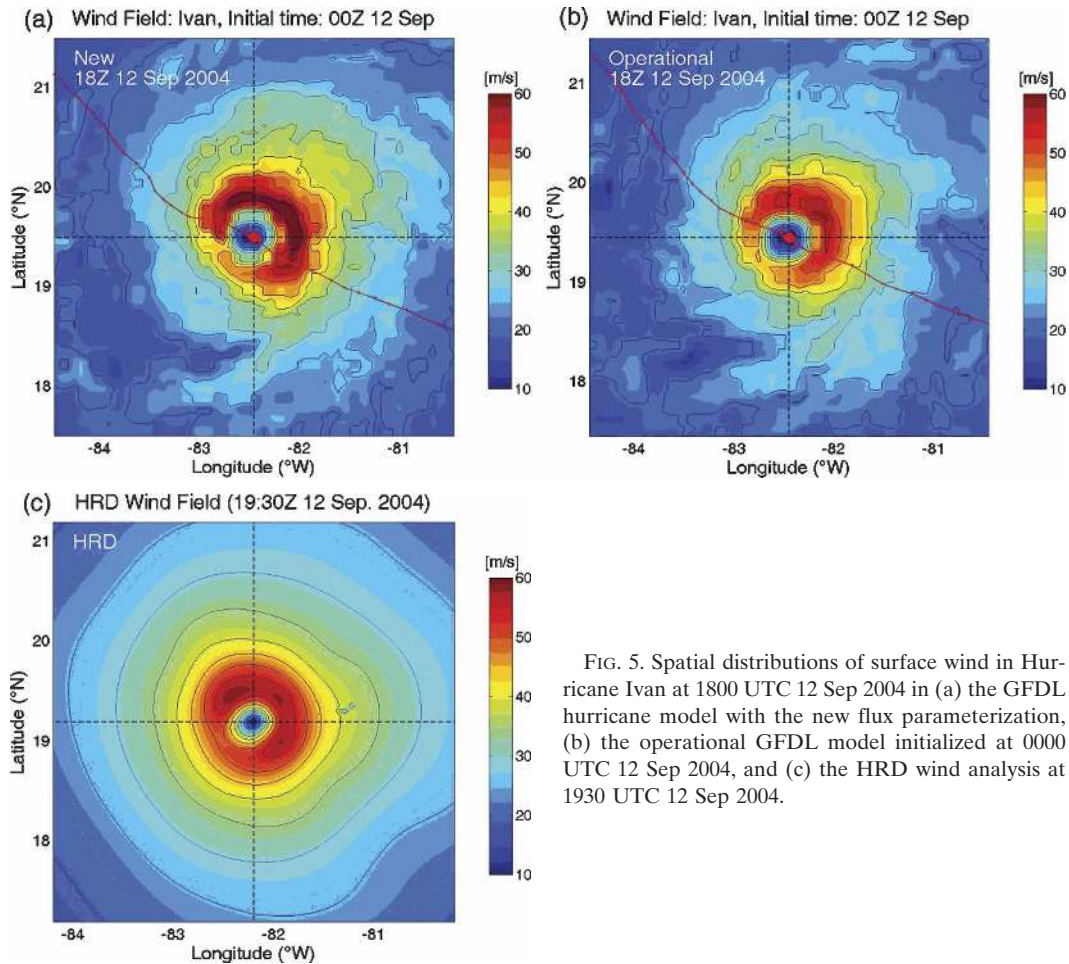 (a) Wind Field: Ivan, Initial time: 00Z 12 Sep
New
18Z 12 Sep 2004
[m/s]
60
50
40
30
20
10
21
20
19
18
Latitude (°N)
-84 -83 -82 -81
Longitude (°W)
(b) Wind Field: Ivan, Initial time: 00Z 12 Sep
Operational
18Z 12 Sep 2004
[m/s]
60
50
40
30
20
10
21
20
19
18
Latitude (°N)
-84 -83 -82 -81
Longitude (°W)
(c) HRD Wind Field (19:30Z 12 Sep. 2004)
HRD
[m/s]
60
50
40
30
20
10
21
20
19
18
Latitude (°N)
-84 -83 -82 -81
Longitude (°W)
FIG. 5. Spatial distributions of surface wind in Hur-
ricane Ivan at 1800 UTC 12 Sep 2004 in (a) the GFDL
hurricane model with the new flux parameterization,
(b) the operational GFDL model initialized at 0000
UTC 12 Sep 2004, and (c) the HRD wind analysis at
1930 UTC 12 Sep 2004.